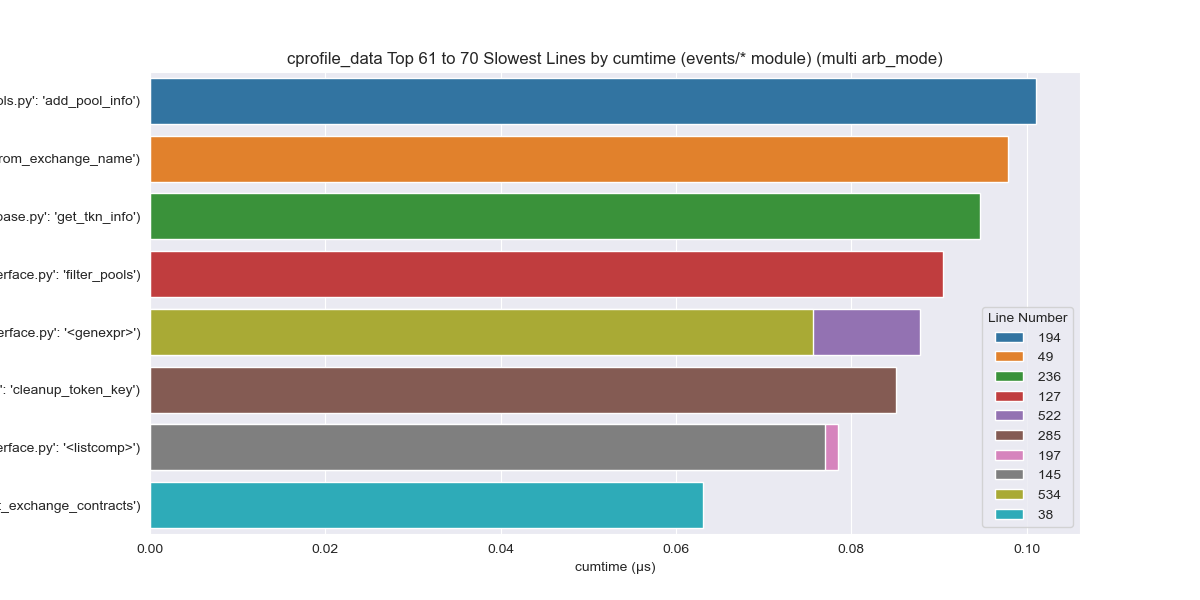 cprofile_data Top 61 to 70 Slowest Lines by cumtime (events/* module) (multi arb_mode)
ols.py': 'add_pool_info')
rom_exchange_name')
base.py': 'get_tkn_info')
erface.py': 'filter_pools')
erface.py': '<genexpr>')
': 'cleanup_token_key')
erface.py': '<listcomp>')
t_exchange_contracts')
Line Number
194
49
236
127
522
285
197
145
534
38
0.00 0.02 0.04 0.06 0.08 0.10
cumtime (µs)